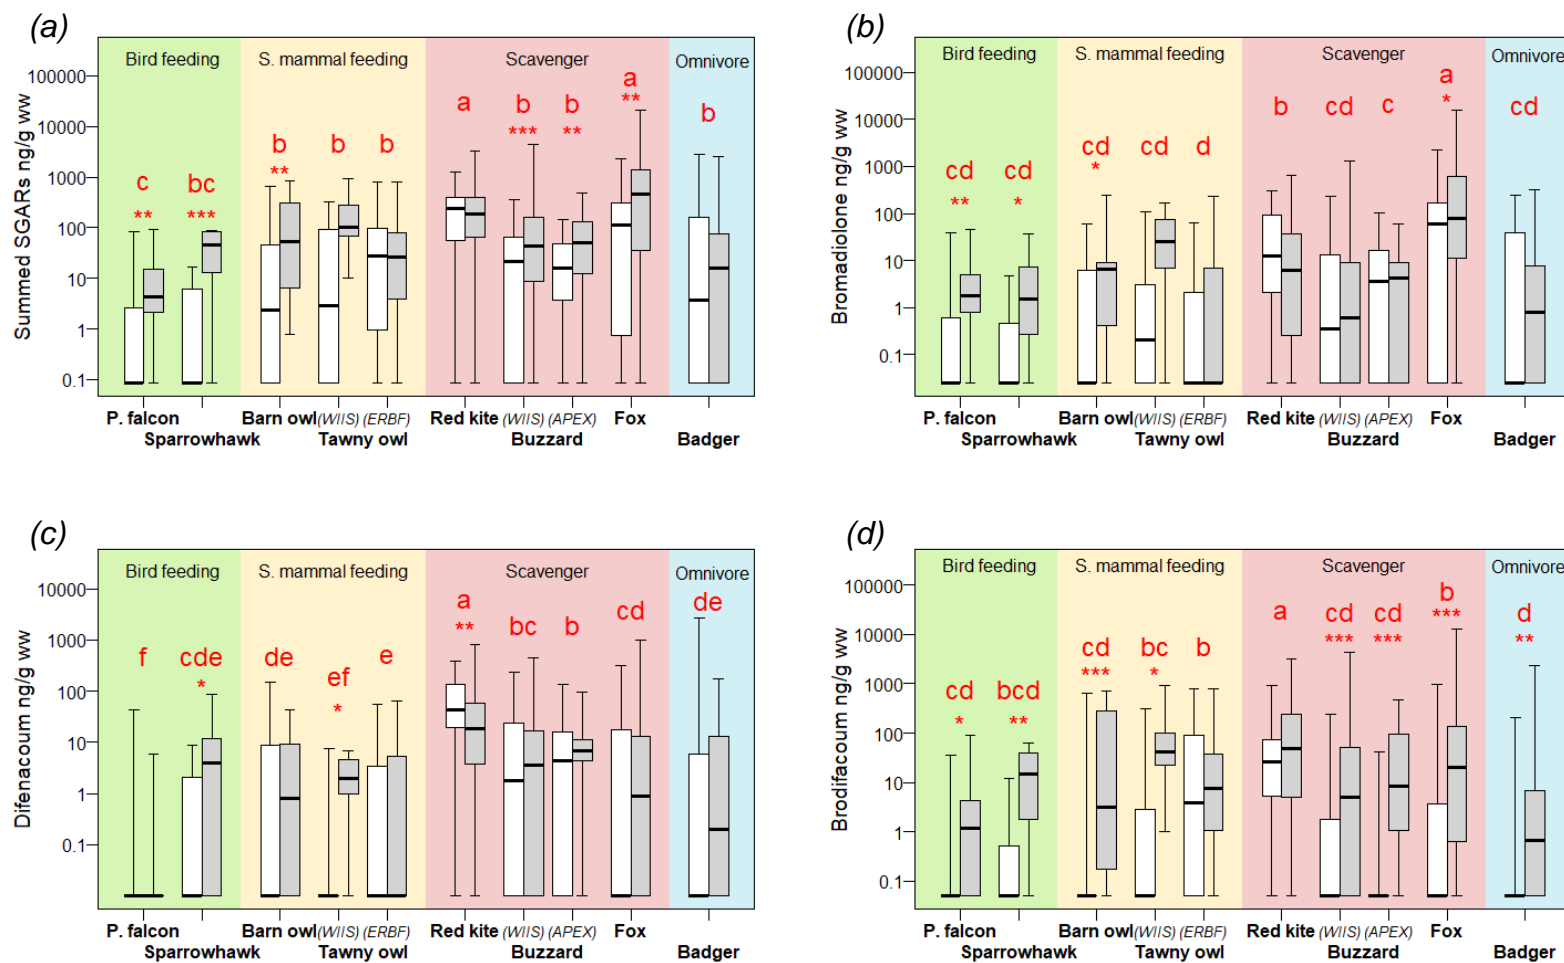 (a)
Bird feeding
S. mammal feeding
Scavenger
Omnivore
Summed SGARs ng/g ww
100000
10000
1000
100
10
1
0.1
c
bc
b
b
b
a
b
b
a
b
**
***
**
***
**
**
P. falcon
Barn owl (WIIS) (ERBF)
Red kite (WIIS) (APEX)
Fox
Sparrowhawk
Tawny owl
Buzzard
Badger
(b)
Bird feeding
S. mammal feeding
Scavenger
Omnivore
Bromadiolone ng/g ww
100000
10000
1000
100
10
1
0.1
cd
cd
cd
cd
d
b
cd
c
a
cd
**
*
*
*
P. falcon
Barn owl (WIIS) (ERBF)
Red kite (WIIS) (APEX)
Fox
Sparrowhawk
Tawny owl
Buzzard
Badger
(c)
Bird feeding
S. mammal feeding
Scavenger
Omnivore
Difenacoum ng/g ww
10000
1000
100
10
1
0.1
f
cde
de
ef
e
a
bc
b
cd
de
*
*
**
P. falcon
Barn owl (WIIS) (ERBF)
Red kite (WIIS) (APEX)
Fox
Sparrowhawk
Tawny owl
Buzzard
Badger
(d)
Bird feeding
S. mammal feeding
Scavenger
Omnivore
Brodifacoum ng/g ww
100000
10000
1000
100
10
1
0.1
cd
bcd
cd
bc
b
a
cd
cd
b
d
*
**
***
*
***
***
***
**
P. falcon
Barn owl (WIIS) (ERBF)
Red kite (WIIS) (APEX)
Fox
Sparrowhawk
Tawny owl
Buzzard
Badger